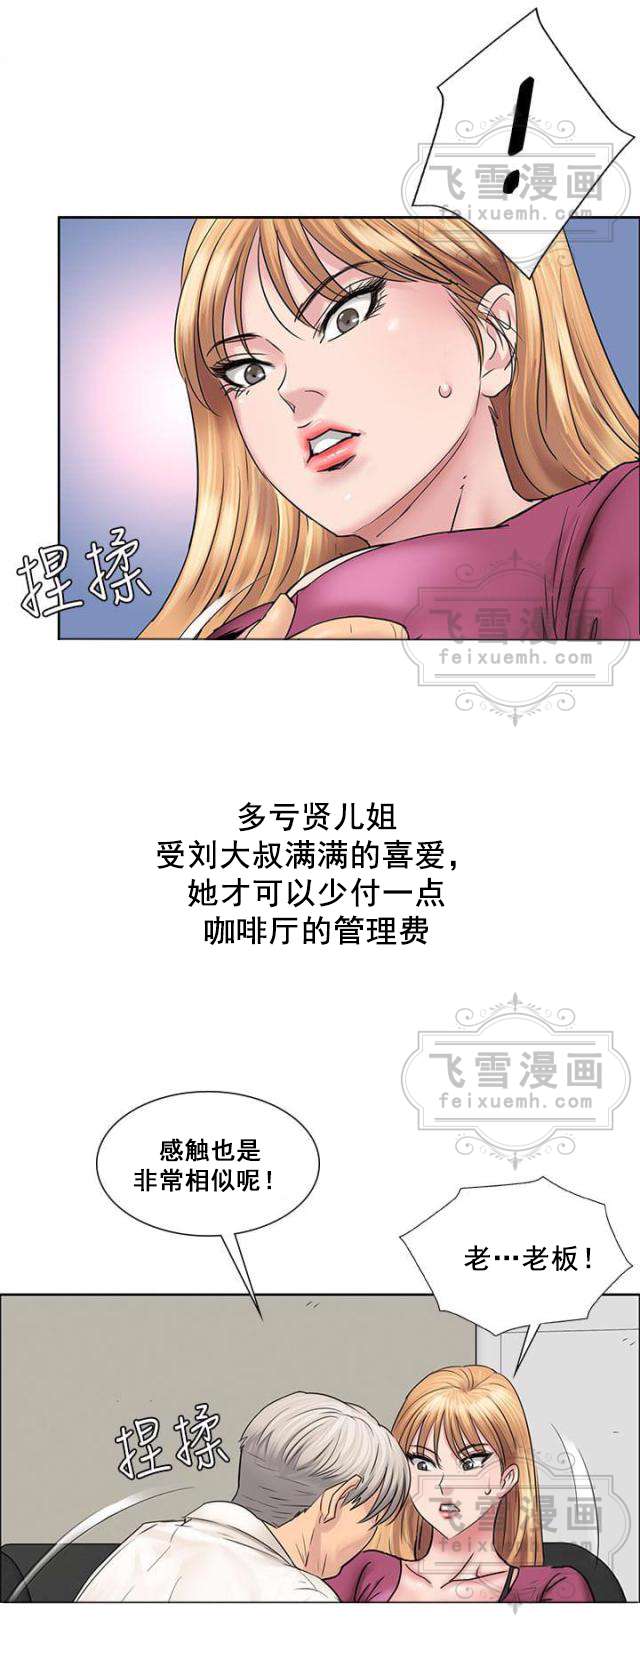 !
飞雪漫画
feixuemh.com
捏揉
飞雪漫画
feixuemh.com
多亏贤儿姐
受刘大叔满满的喜爱，
她才可以少付一点
咖啡厅的管理费
飞雪漫画
feixuemh.com
感触也是
非常相似呢！
老…老板！
捏揉
飞雪漫画
feixuemh.com